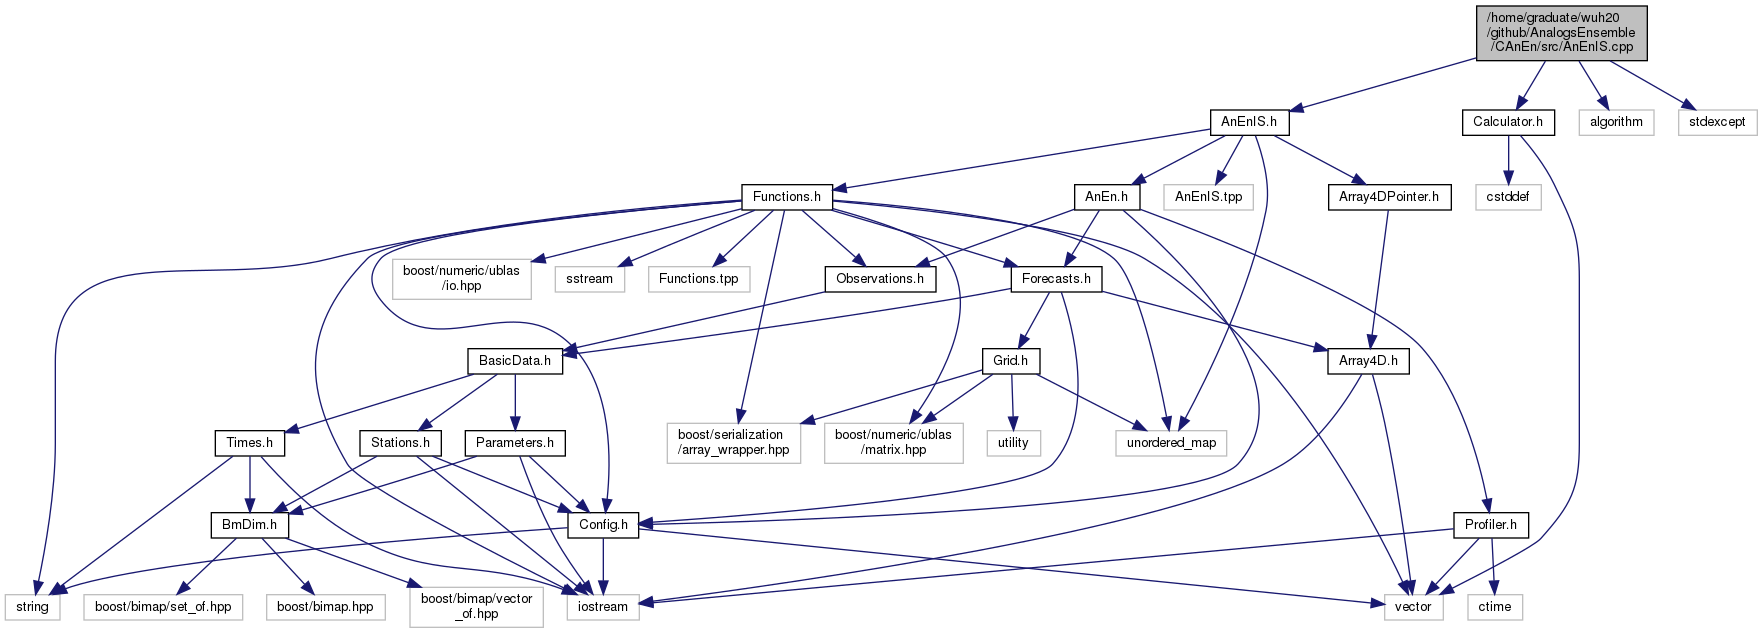 /home/graduate/wuh20
/github/AnalogsEnsemble
/CAnEn/src/AnEnIS.cpp
AnEnIS.h
Calculator.h
algorithm
stdexcept
Functions.h
AnEn.h
AnEnIS.tpp
Array4DPointer.h
cstddef
boost/numeric/ublas
/io.hpp
sstream
Functions.tpp
Observations.h
Forecasts.h
BasicData.h
Grid.h
Array4D.h
Times.h
Stations.h
Parameters.h
boost/serialization
/array_wrapper.hpp
boost/numeric/ublas
/matrix.hpp
utility
unordered_map
BmDim.h
Config.h
Profiler.h
string
boost/bimap/set_of.hpp
boost/bimap.hpp
boost/bimap/vector
_of.hpp
iostream
vector
ctime